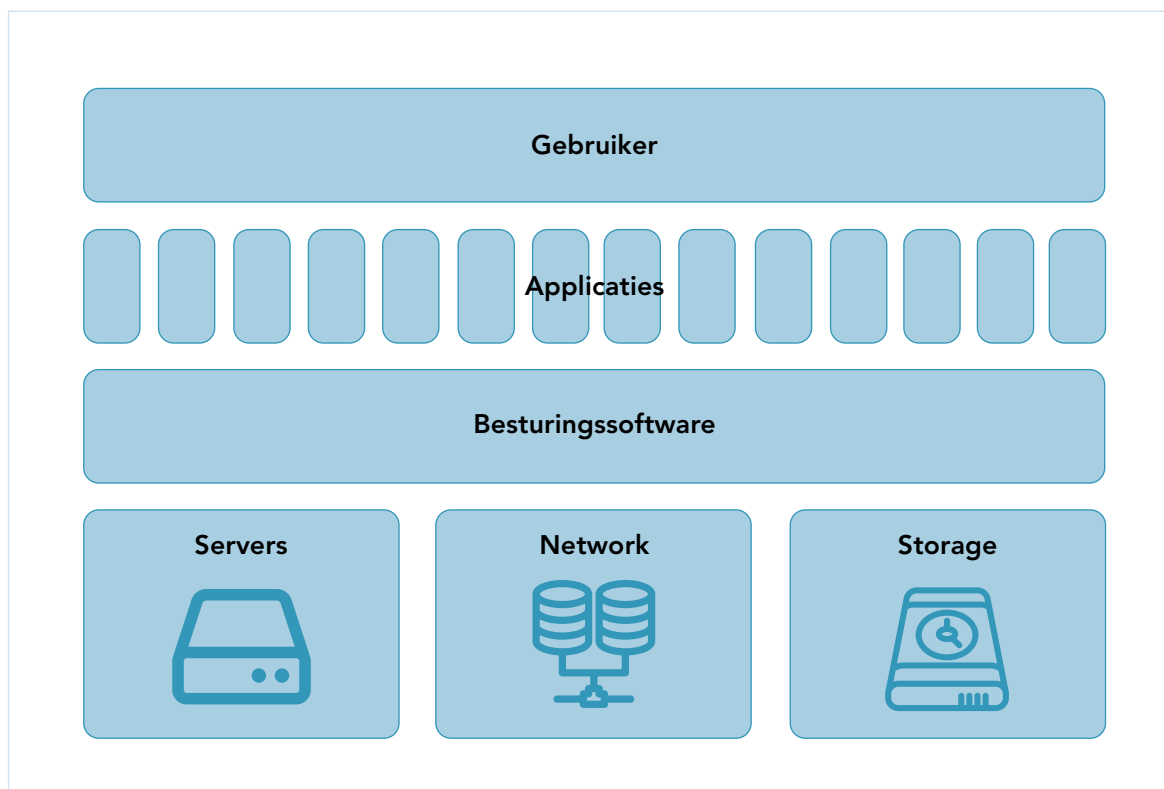 Gebruiker
Applicaties
Besturingssoftware
Servers
Network
Storage